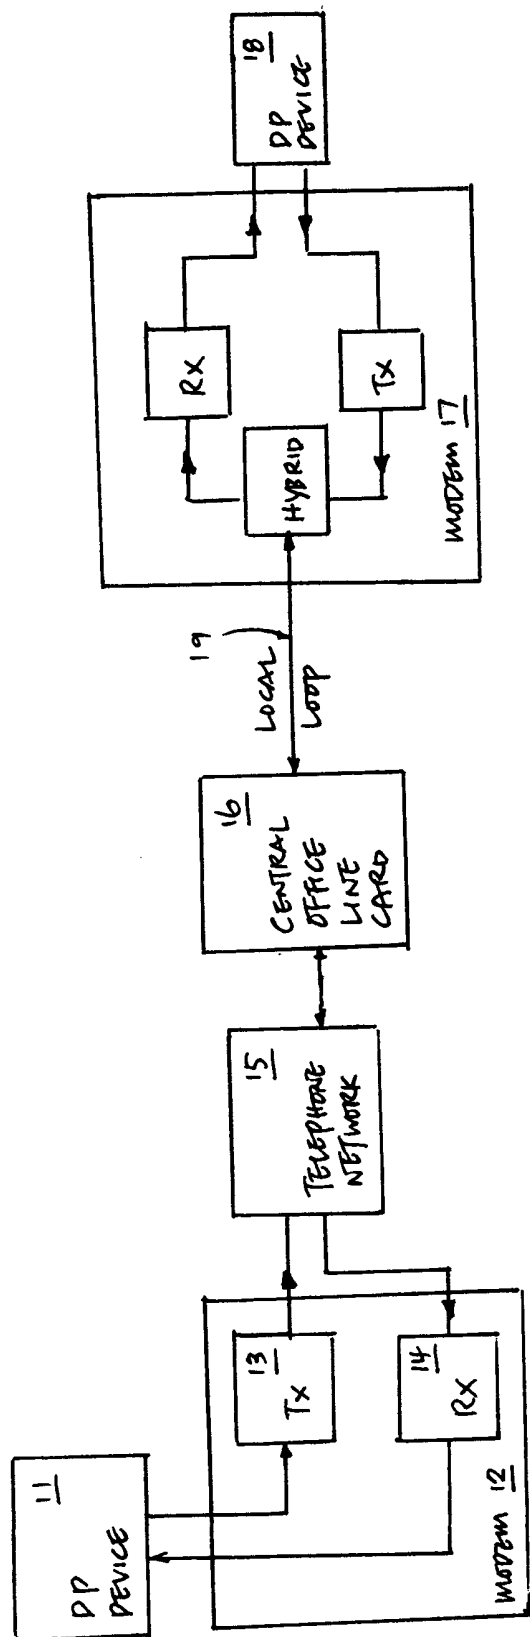 11
DP
DEVICE
13
Tx
14
Rx
MODEM 12
15
TELEPHONE
NETWORK
16
CENTRAL
OFFICE
LINE
CARD
19
LOCAL
LOOP
HYBRID
Rx
Tx
MODEM 17
18
DP
DEVICE